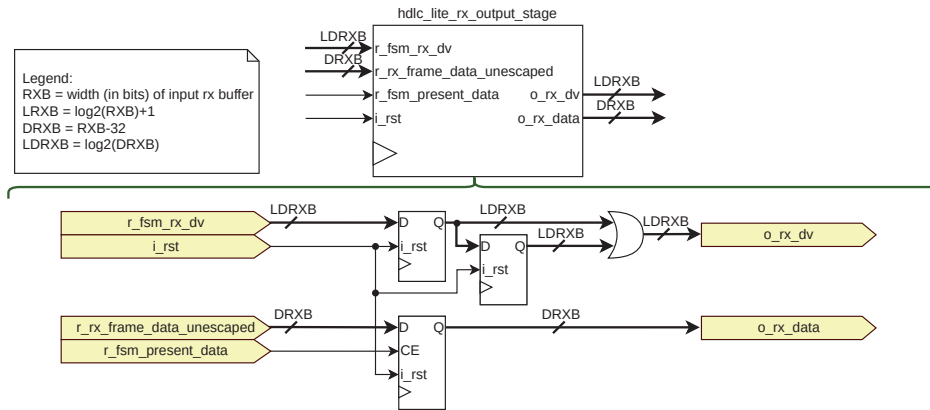 hdlc_lite_rx_output_stage
LDRXB
r_fsm_rx_dv
DRXB
r_rx_frame_data_unescaped
r_fsm_present_data
i_rst
o_rx_dv
LDRXB
o_rx_data
DRXB
Legend:
RXB = width (in bits) of input rx buffer
LRXB = log2(RXB)+1
DRXB = RXB-32
LDRXB = log2(DRXB)
r_fsm_rx_dv
i_rst
LDRXB
D
Q
i_rst
LDRXB
D
Q
i_rst
LDRXB
LDRXB
o_rx_dv
r_rx_frame_data_unescaped
r_fsm_present_data
DRXB
D
Q
CE
i_rst
DRXB
o_rx_data